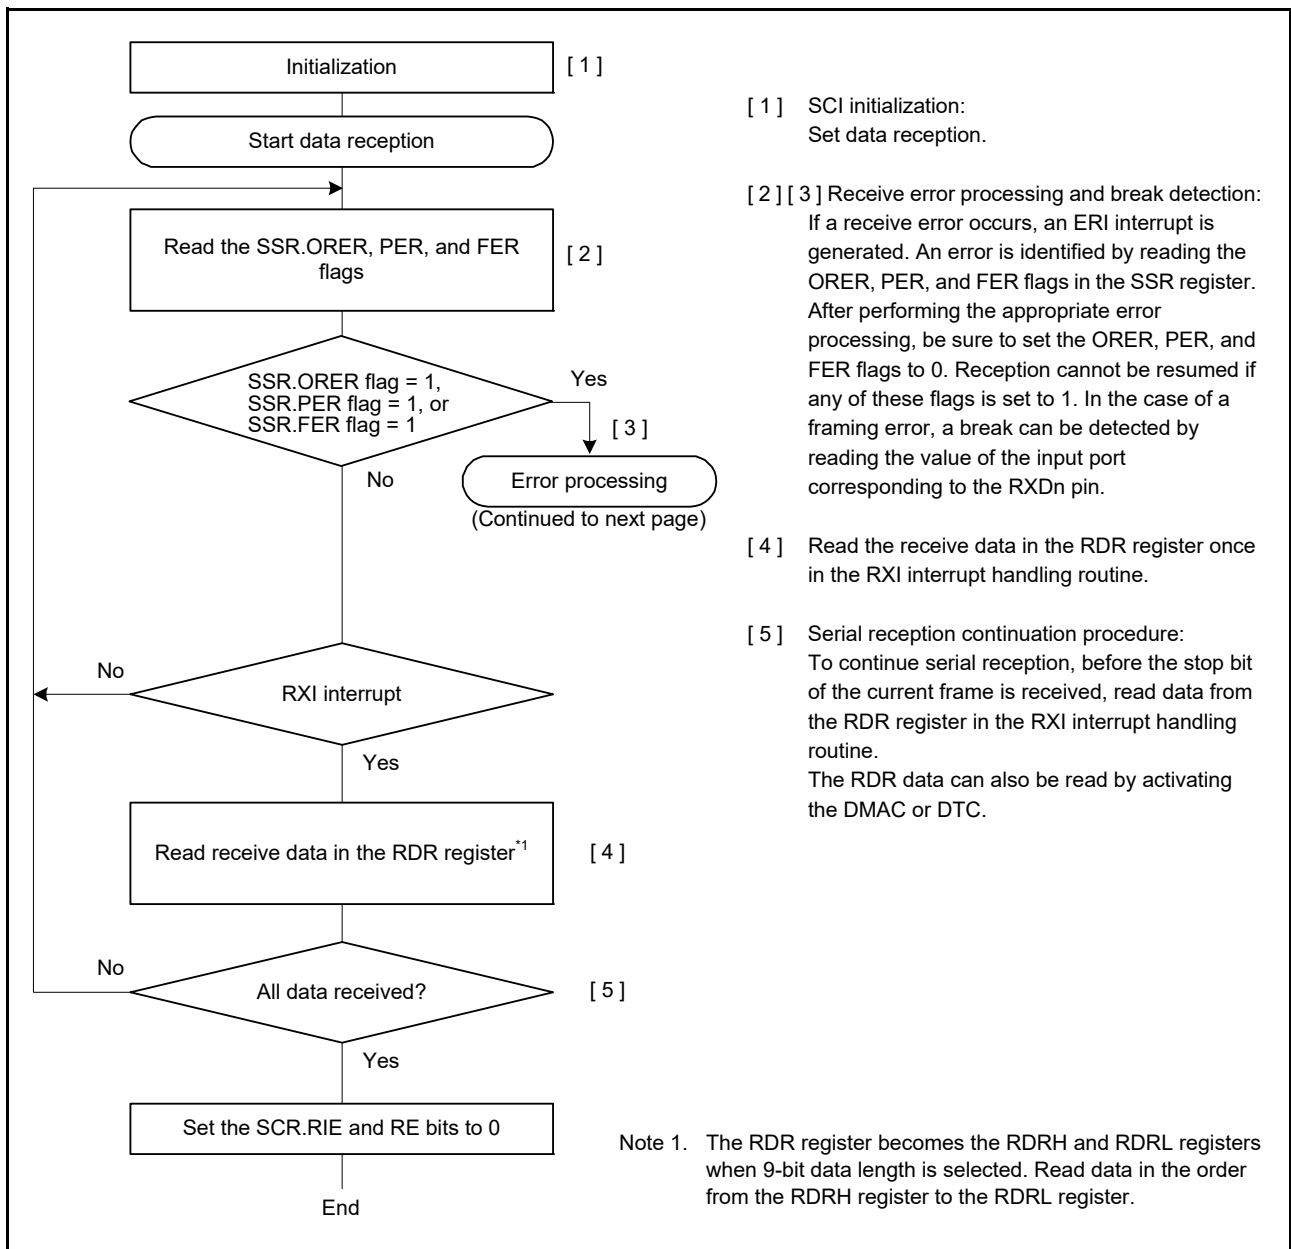 Initialization
[ 1 ]
Start data reception
Read the SSR.ORER, PER, and FER
flags
[ 2 ]
SSR.ORER flag = 1,
SSR.PER flag = 1, or
SSR.FER flag = 1
Yes
[ 3 ]
No
Error processing
(Continued to next page)
No
RXI interrupt
Yes
Read receive data in the RDR register*1
[ 4 ]
No
All data received?
[ 5 ]
Yes
Set the SCR.RIE and RE bits to 0
End
[ 1 ] SCI initialization:
Set data reception.
[ 2 ] [ 3 ] Receive error processing and break detection:
If a receive error occurs, an ERI interrupt is
generated. An error is identified by reading the
ORER, PER, and FER flags in the SSR register.
After performing the appropriate error
processing, be sure to set the ORER, PER, and
FER flags to 0. Reception cannot be resumed if
any of these flags is set to 1. In the case of a
framing error, a break can be detected by
reading the value of the input port
corresponding to the RXDn pin.
[ 4 ] Read the receive data in the RDR register once
in the RXI interrupt handling routine.
[ 5 ] Serial reception continuation procedure:
To continue serial reception, before the stop bit
of the current frame is received, read data from
the RDR register in the RXI interrupt handling
routine.
The RDR data can also be read by activating
the DMAC or DTC.
Note 1. The RDR register becomes the RDRH and RDRL registers
when 9-bit data length is selected. Read data in the order
from the RDRH register to the RDRL register.